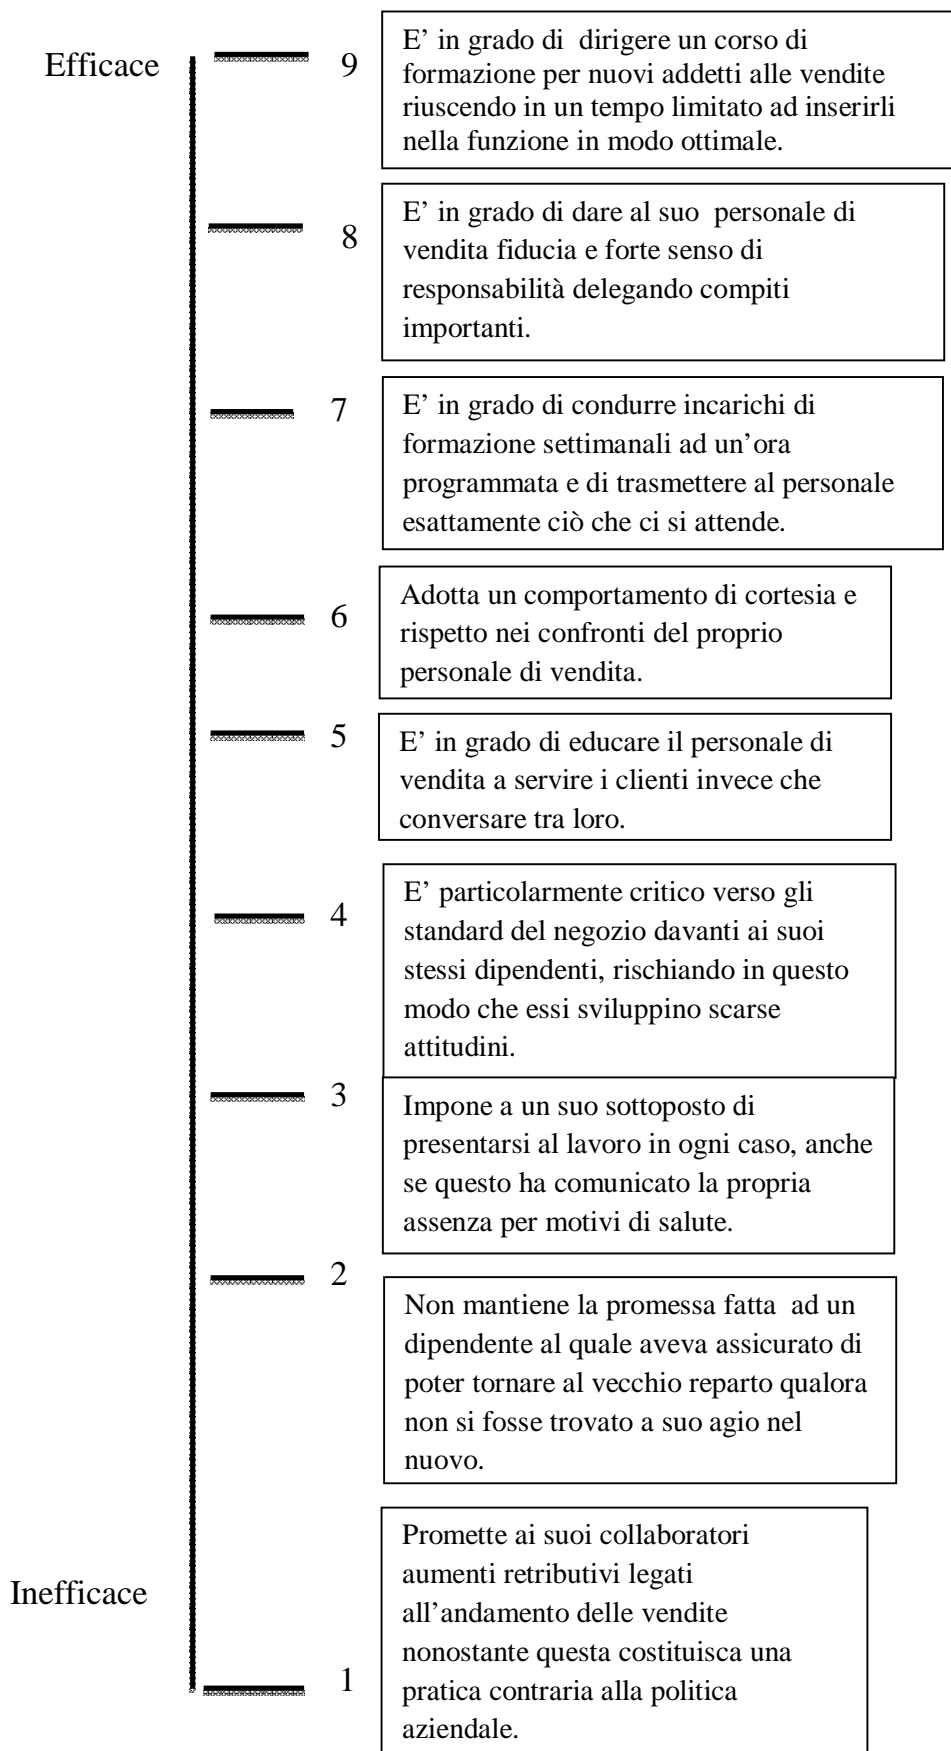 Efficace
9
E’ in grado di dirigere un corso di
formazione per nuovi addetti alle vendite
riuscendo in un tempo limitato ad inserirli
nella funzione in modo ottimale.
8
E’ in grado di dare al suo personale di
vendita fiducia e forte senso di
responsabilità delegando compiti
importanti.
7
E’ in grado di condurre incarichi di
formazione settimanali ad un’ora
programmata e di trasmettere al personale
esattamente ciò che ci si attende.
6
Adotta un comportamento di cortesia e
rispetto nei confronti del proprio
personale di vendita.
5
E’ in grado di educare il personale di
vendita a servire i clienti invece che
conversare tra loro.
4
E’ particolarmente critico verso gli
standard del negozio davanti ai suoi
stessi dipendenti, rischiando in questo
modo che essi sviluppino scarse
attitudini.
3
Impone a un suo sottoposto di
presentarsi al lavoro in ogni caso, anche
se questo ha comunicato la propria
assenza per motivi di salute.
2
Non mantiene la promessa fatta ad un
dipendente al quale aveva assicurato di
poter tornare al vecchio reparto qualora
non si fosse trovato a suo agio nel
nuovo.
Inefficace
1
Promette ai suoi collaboratori
aumenti retributivi legati
all’andamento delle vendite
nonostante questa costituisca una
pratica contraria alla politica
aziendale.